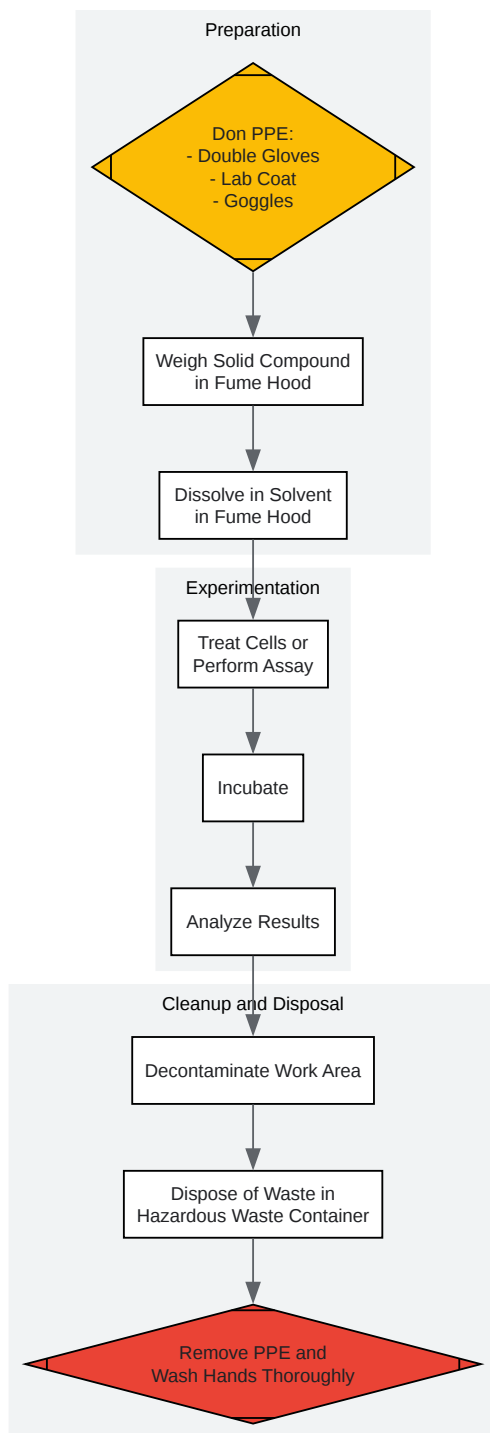 Preparation
Don PPE:
- Double Gloves
- Lab Coat
- Goggles
Weigh Solid Compound
in Fume Hood
Dissolve in Solvent
in Fume Hood
Experimentation
Treat Cells or
Perform Assay
Incubate
Analyze Results
Cleanup and Disposal
Decontaminate Work Area
Dispose of Waste in
Hazardous Waste Container
Remove PPE and
Wash Hands Thoroughly